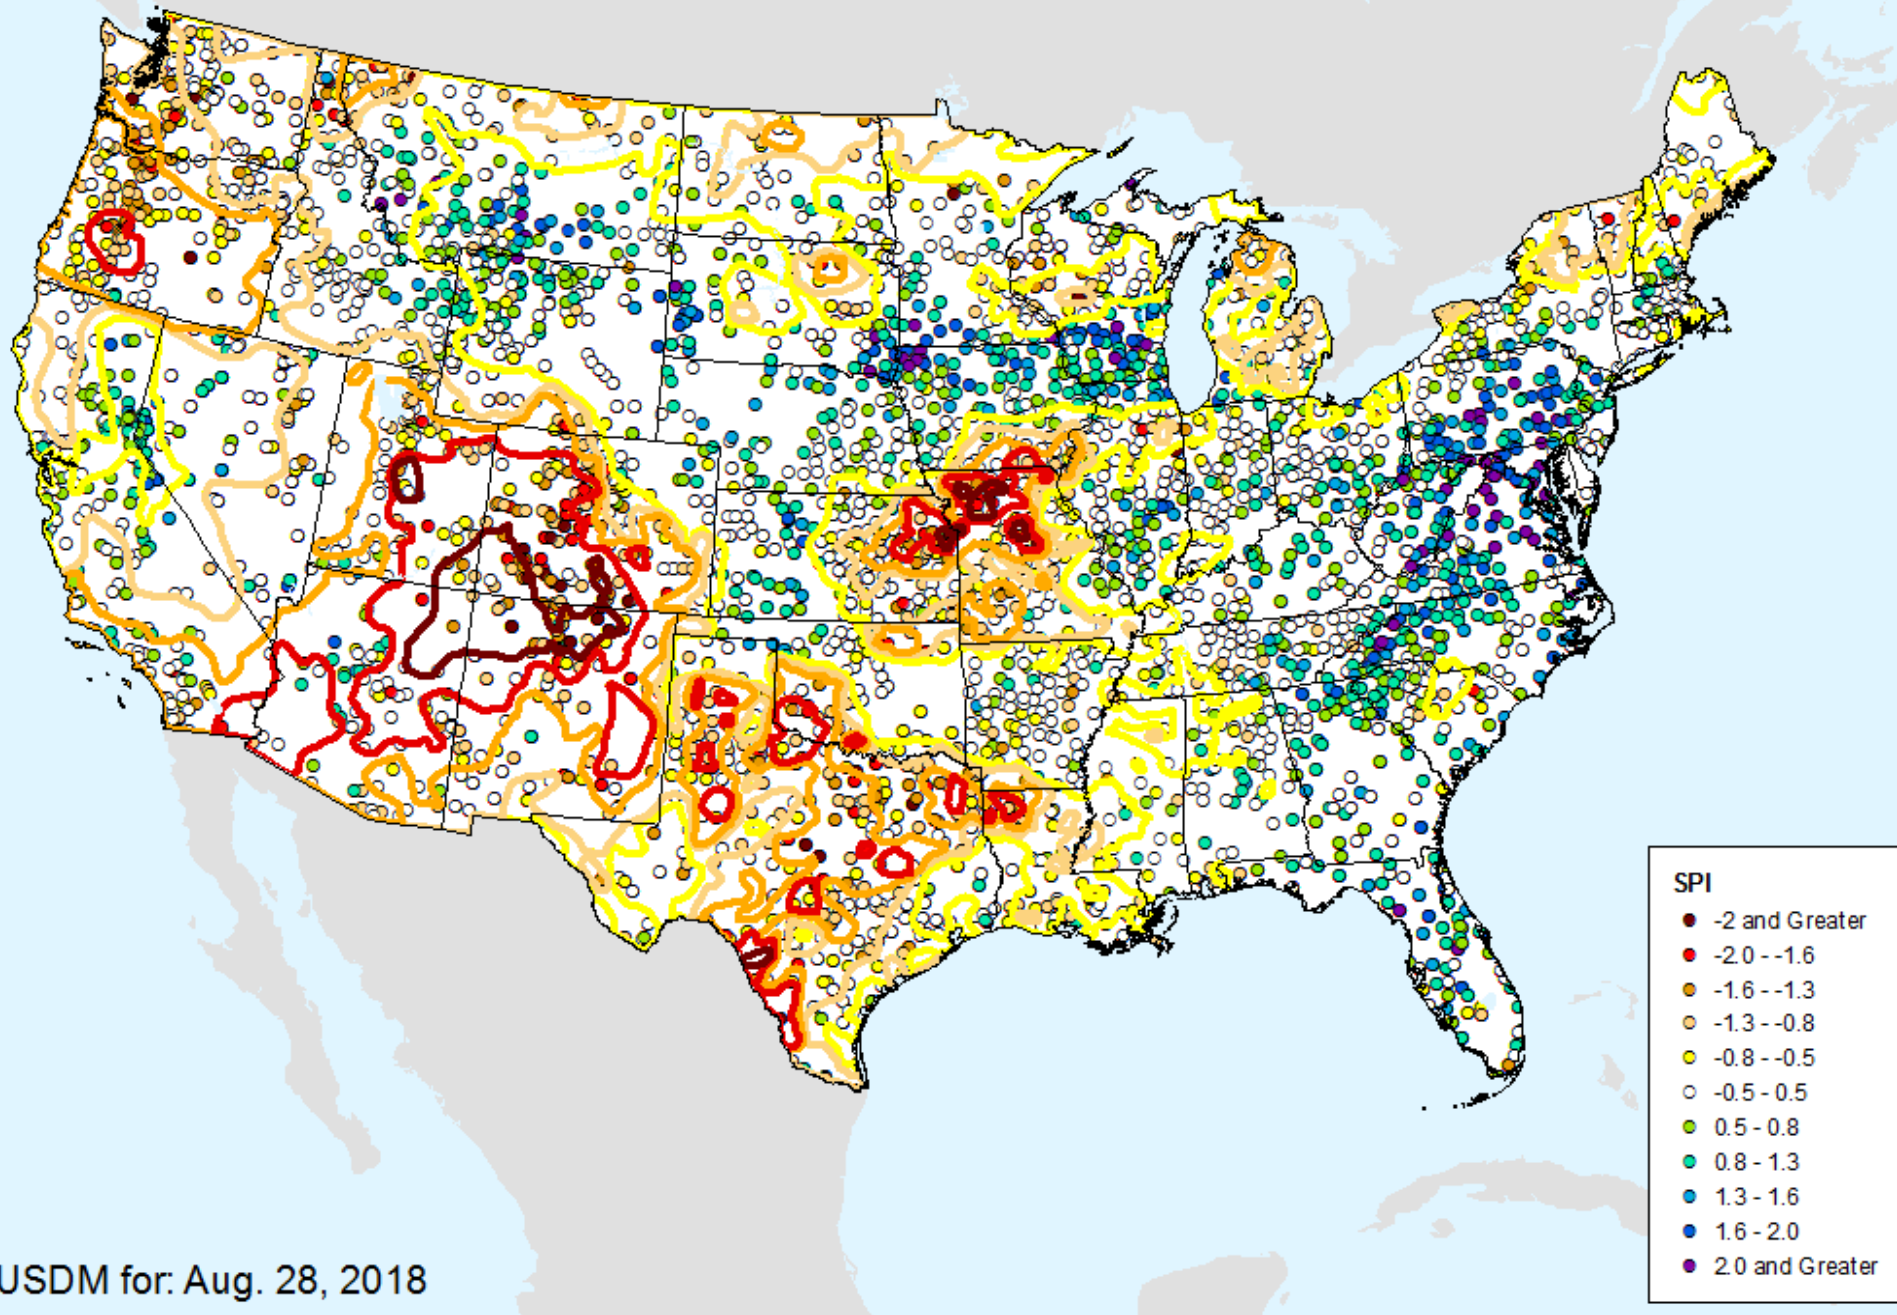 SPI
-2 and Greater
-2.0 - -1.6
-1.6 - -1.3
-1.3 - -0.8
-0.8 - -0.5
-0.5 - 0.5
0.5 - 0.8
0.8 - 1.3
1.3 - 1.6
1.6 - 2.0
2.0 and Greater
USDM for: Aug. 28, 2018